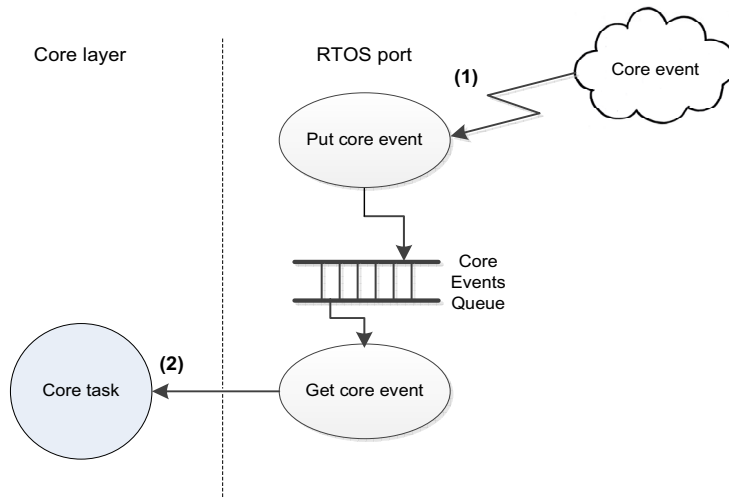 Core layer
RTOS port
Core event
(1)
Put core event
Core
Events
Queue
(2)
Core task
Get core event